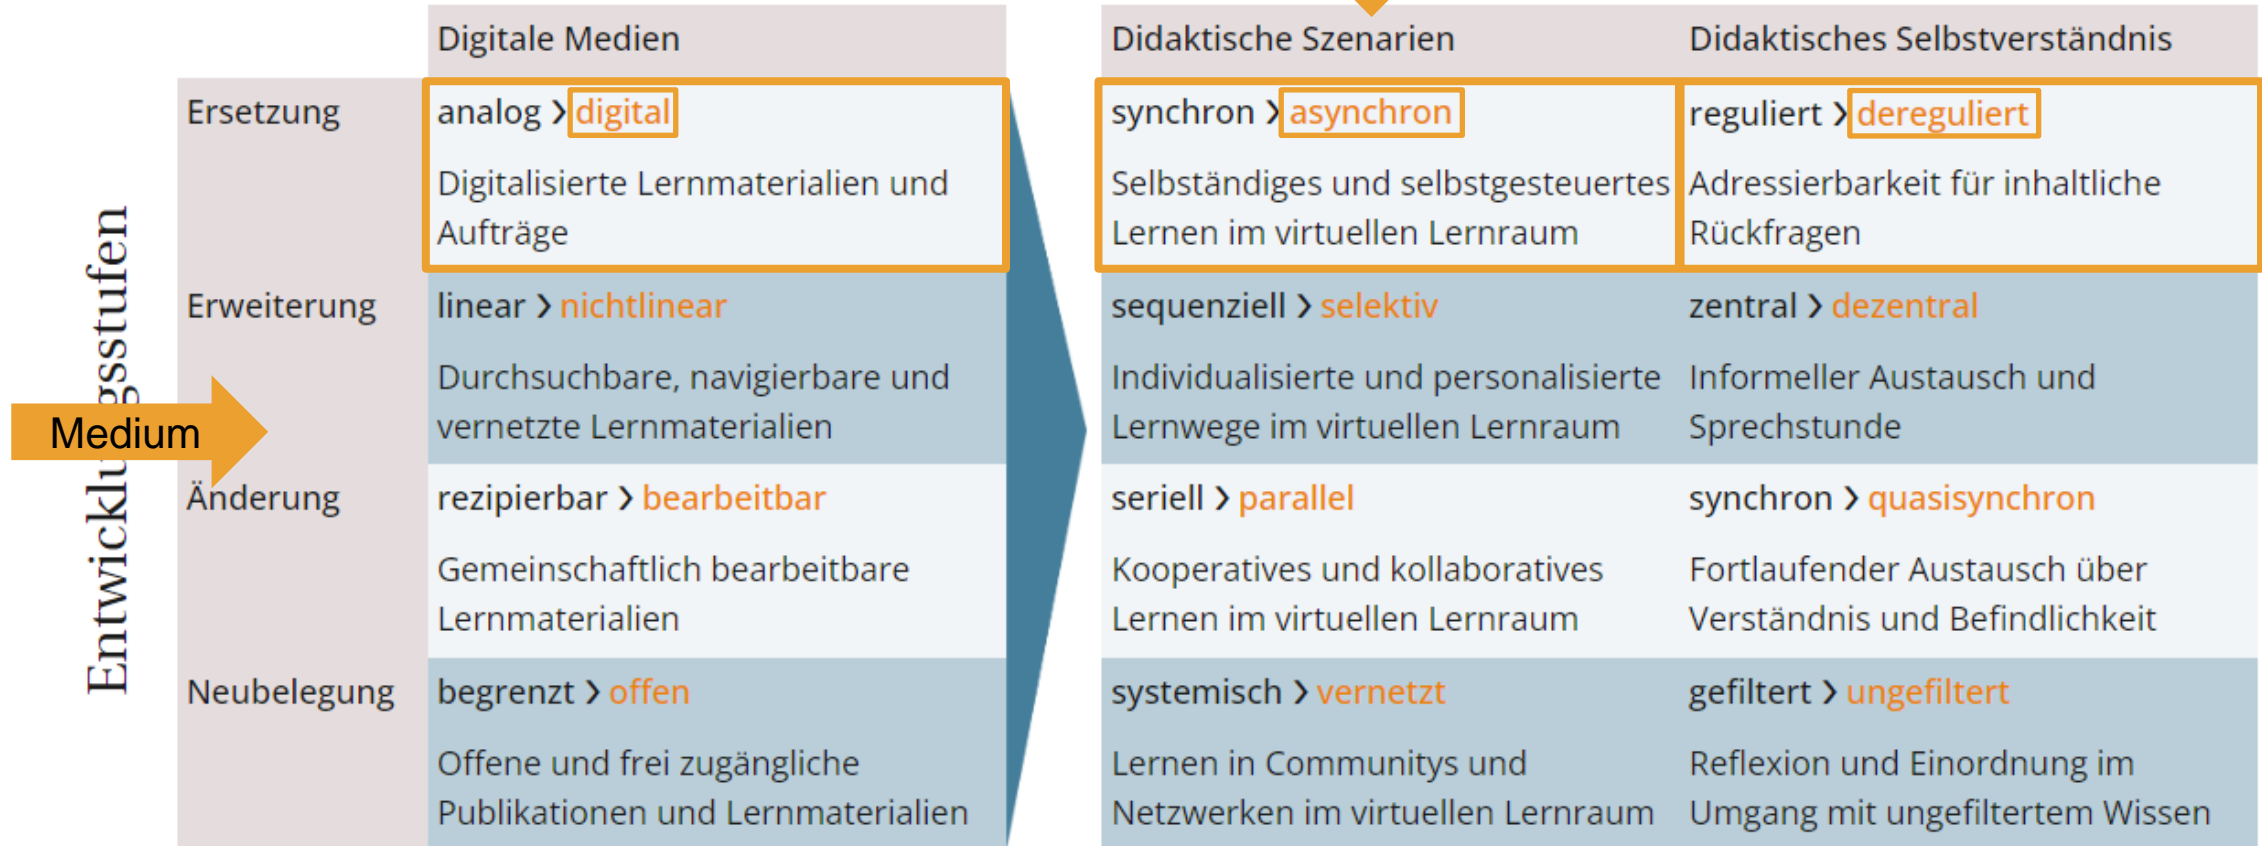 Digitale Medien
Didaktische Szenarien
Didaktisches Selbstverständnis
Entwicklungsstufen
Medium
Ersetzung
analog › digital
Digitalisierte Lernmaterialien und
Aufträge
synchron › asynchron
Selbständiges und selbstgesteuertes
Lernen im virtuellen Lernraum
reguliert › dereguliert
Adressierbarkeit für inhaltliche
Rückfragen
Erweiterung
linear › nichtlinear
Durchsuchbare, navigierbare und
vernetzte Lernmaterialien
sequenziell › selektiv
Individualisierte und personalisierte
Lernwege im virtuellen Lernraum
zentral › dezentral
Informeller Austausch und
Sprechstunde
Änderung
rezipierbar › bearbeitbar
Gemeinschaftlich bearbeitbare
Lernmaterialien
seriell › parallel
Kooperatives und kollaboratives
Lernen im virtuellen Lernraum
synchron › quasisynchron
Fortlaufender Austausch über
Verständnis und Befindlichkeit
Neubelegung
begrenzt › offen
Offene und frei zugängliche
Publikationen und Lernmaterialien
systemisch › vernetzt
Lernen in Communitys und
Netzwerken im virtuellen Lernraum
gefiltert › ungefiltert
Reflexion und Einordnung im
Umgang mit ungefiltertem Wissen